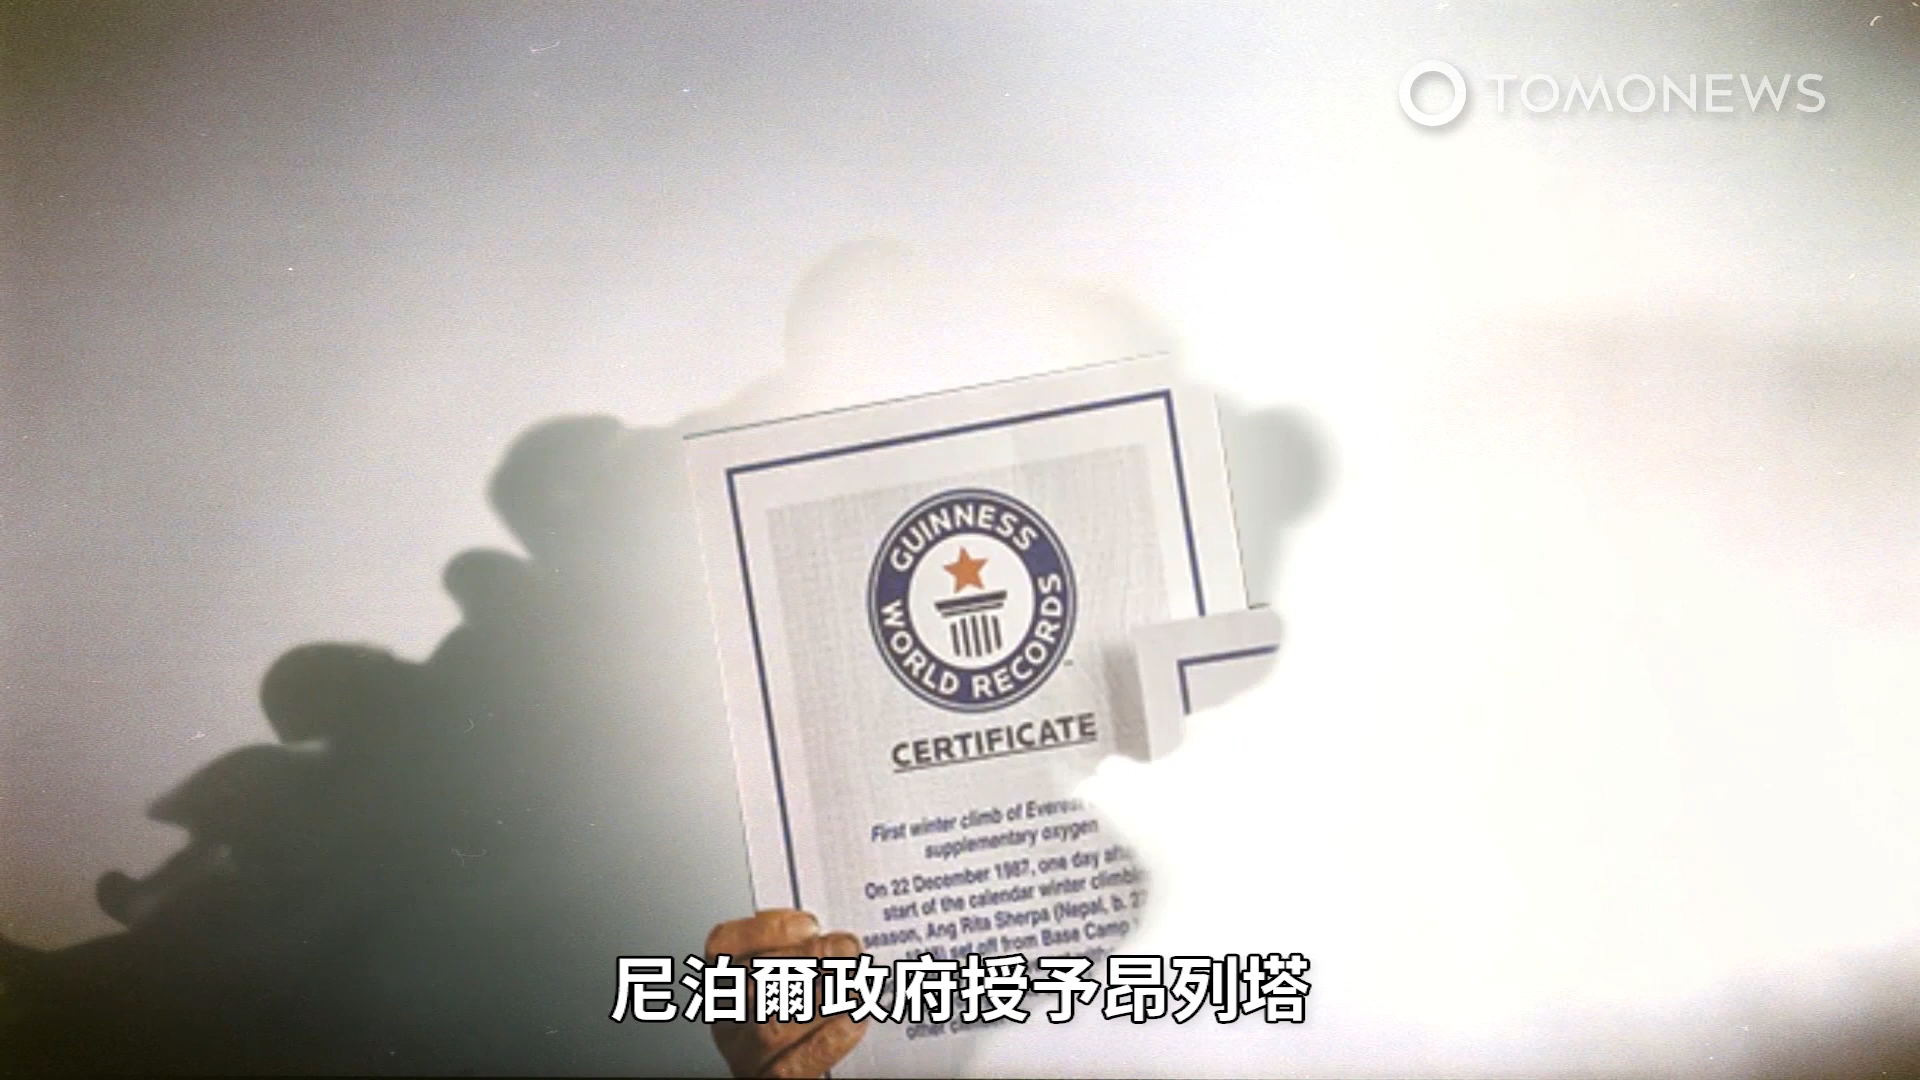 TOMONEWS
GUINNESS
WORLD RECORDS
CERTIFICATE
First winter climb of Everest
supplementary oxygen
On 22 December 1987, one day
start of the calendar winter
season, Ang Rita Sherpa (Nepal, b.
set off from Base Camp
other
尼泊爾政府授予昂列塔